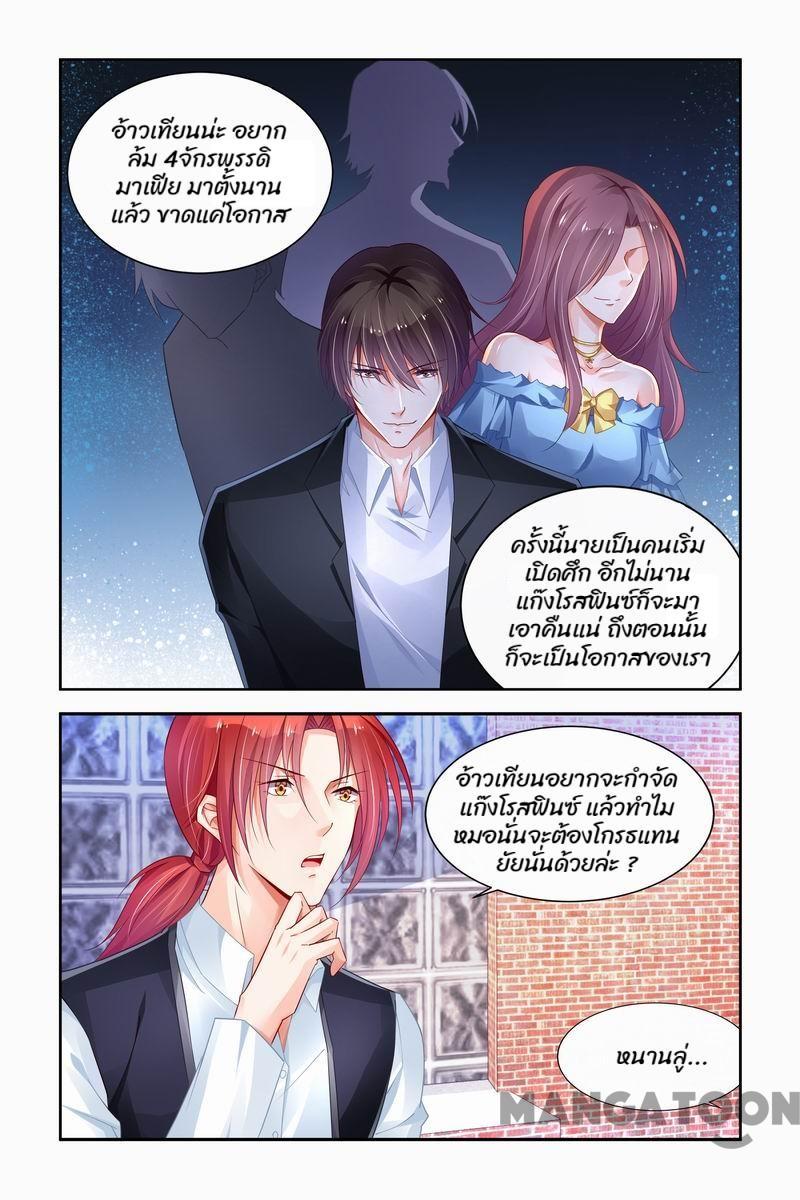 อ้าวเทียนน่ะ อยาก
ล้ม 4จักรพรรดิ
มาเฟีย มาตั้งนาน
แล้ว ขาดแค่โอกาส
ครั้งนี้นายเป็นคนเริ่ม
เปิดศึก อีกไม่นาน
แก๊งโรสฟินซ์ก็จะมา
เอาคืนแน่ ถึงตอนนั้น
ก็จะเป็นโอกาสของเรา
อ้าวเทียนอยากจะกำจัด
แก๊งโรสฟินซ์ แล้วทำไม
หมอนั่นจะต้องโกรธแทน
ยัยนั่นด้วยล่ะ ?
หนานลู่...
MANGATOON